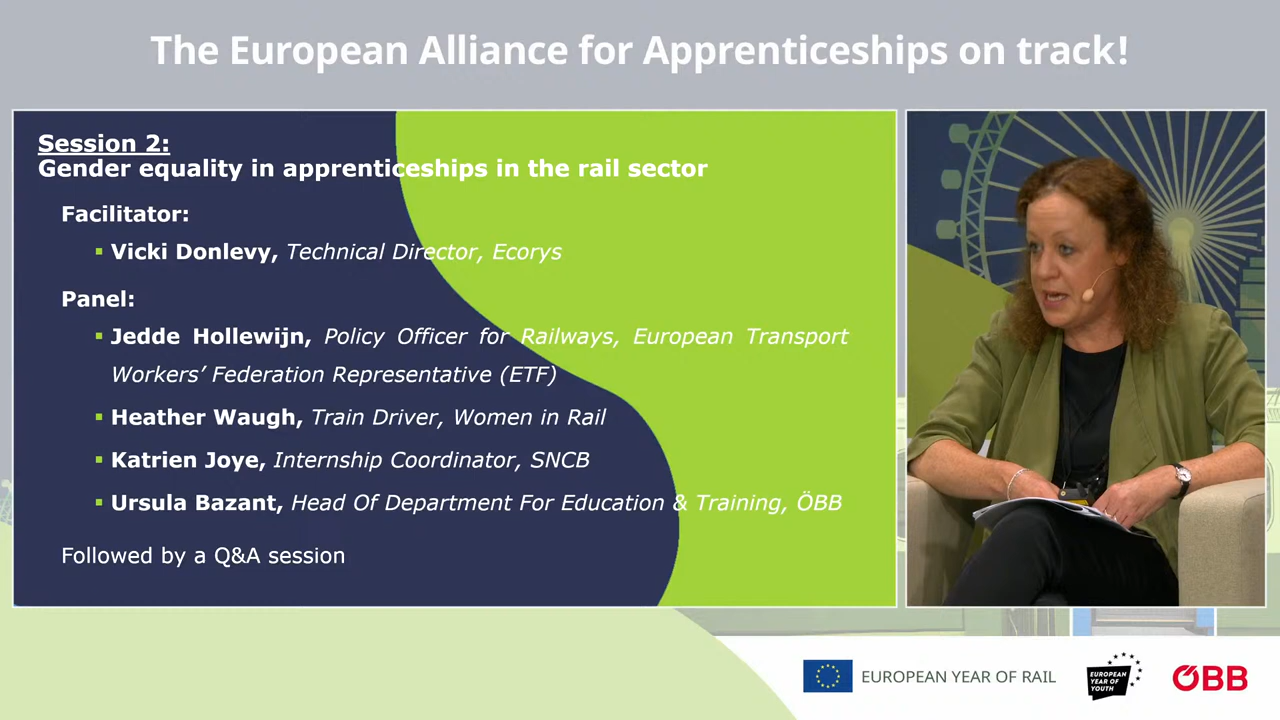 The European Alliance for Apprenticeships on track!
Session 2:
Gender equality in apprenticeships in the rail sector
Facilitator:
Vicki Donlevy, Technical Director, Ecorys
Panel:
Jedde Hollewijn, Policy Officer for Railways, European Transport
Workers’ Federation Representative (ETF)
Heather Waugh, Train Driver, Women in Rail
Katrien Joye, Internship Coordinator, SNCB
Ursula Bazant, Head Of Department For Education & Training, ÖBB
Followed by a Q&A session
EUROPEAN YEAR OF RAIL
EUROPEAN
YEAR OF
YOUTH
ÖBB